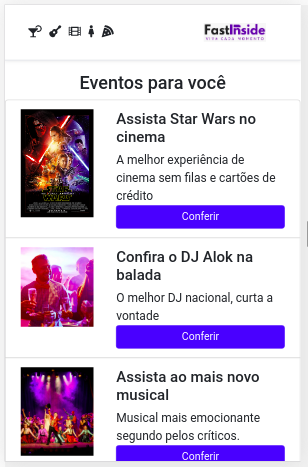 FastInside
VIVA CADA MOMENTO
Eventos para você
Assista Star Wars no
cinema
A melhor experiência de
cinema sem filas e cartões de
crédito
Conferir
Confira o DJ Alok na
balada
O melhor DJ nacional, curta a
vontade
Conferir
Assista ao mais novo
musical
Musical mais emocionante
segundo pelos críticos.
Conferir